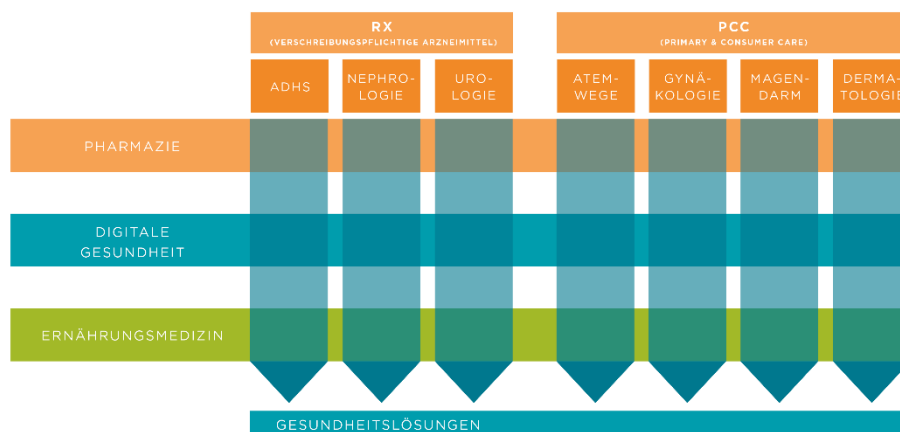 RX
(VERSCHREIBUNGSPFLICHTIGE ARZNEIMITTEL)
PCC
(PRIMARY & CONSUMER CARE)
ADHS
NEPHRO-
LOGIE
URO-
LOGIE
ATEM-
WEGE
GYNÄ-
KOLOGIE
MAGEN-
DARM
DERMA-
TOLOGIE
PHARMAZIE
DIGITALE
GESUNDHEIT
ERNÄHRUNGSMEDIZIN
GESUNDHEITSLÖSUNGEN